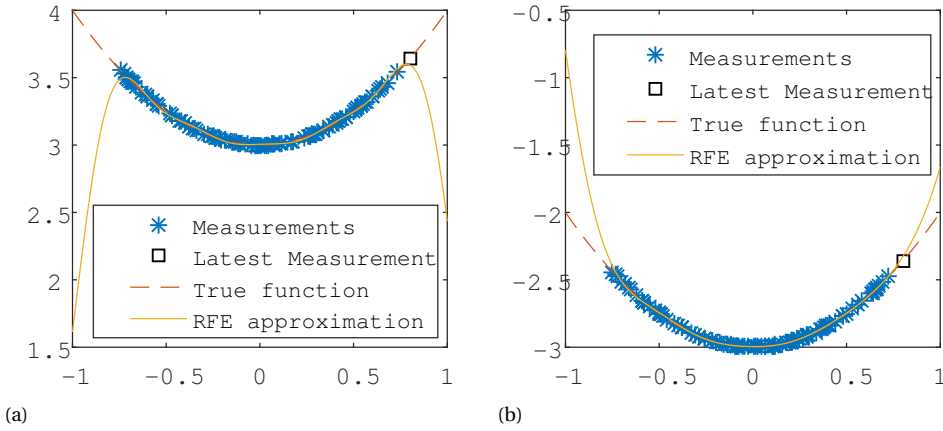 4
3.5
3
2.5
2
1.5
-1
-0.5
0
0.5
1
Measurements
Latest Measurement
True function
RFE approximation
(a)
-0.5
-1
-1.5
-2
-2.5
-3
-1
-0.5
0
0.5
1
Measurements
Latest Measurement
True function
RFE approximation
(b)